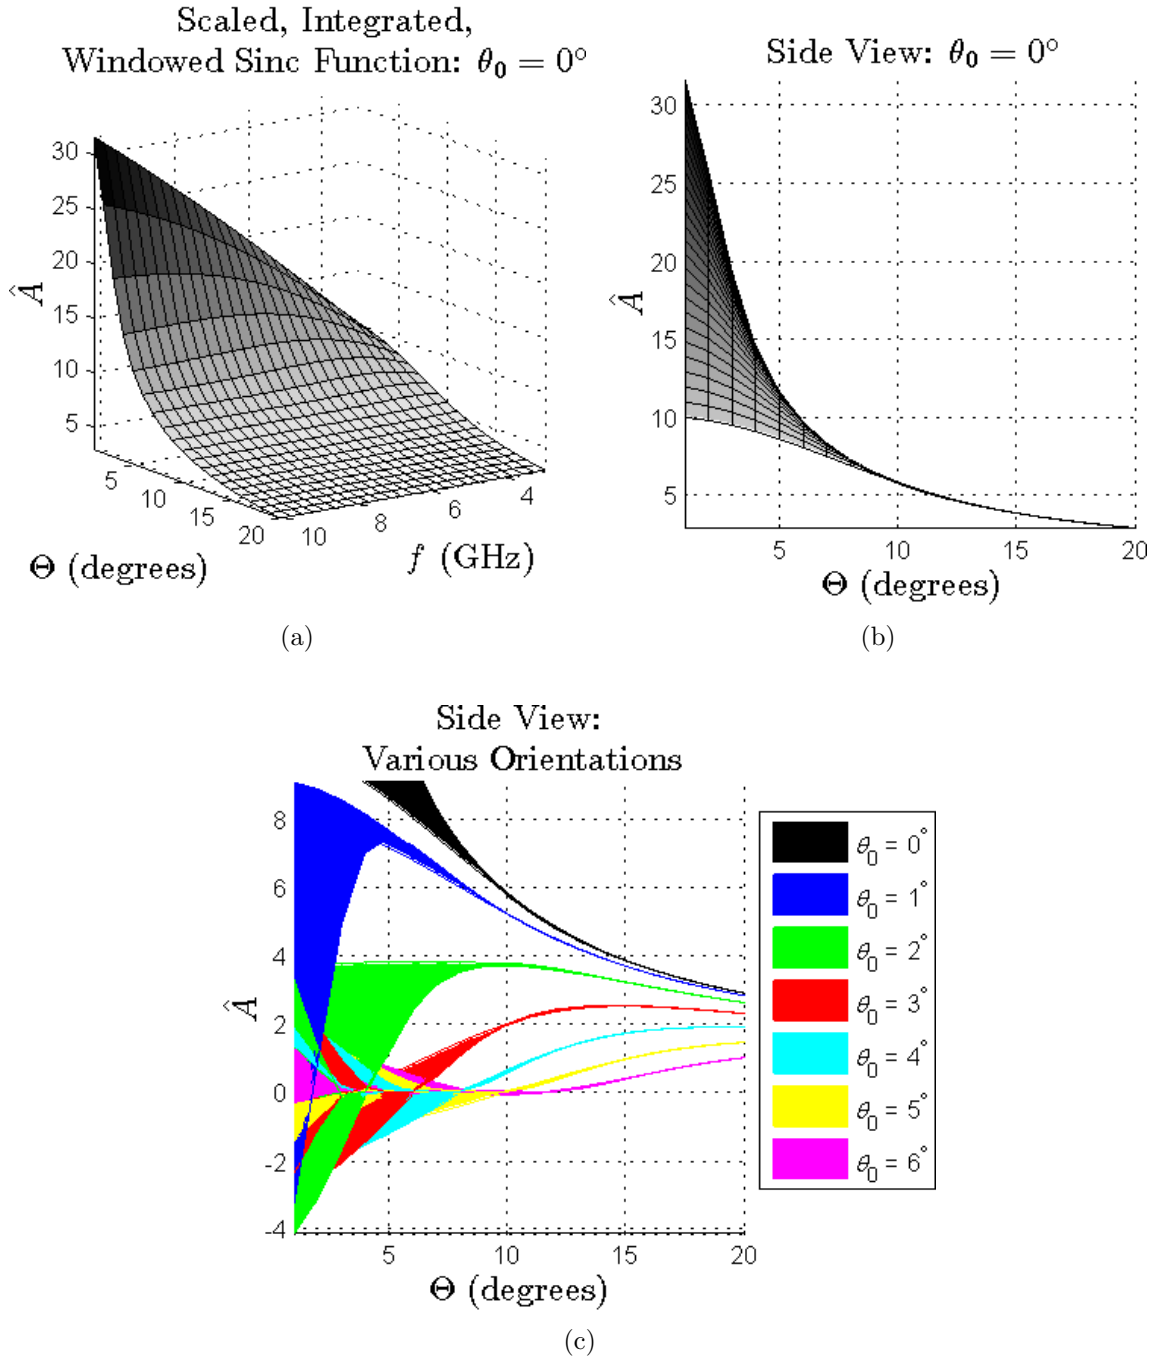 Scaled, Integrated,
Windowed Sinc Function: θ₀ = 0°
30
25
20
15
10
5
Â
5
10
15
20
Θ (degrees)
10
8
6
4
f (GHz)
(a)
Side View: θ₀ = 0°
30
25
20
15
10
5
Â
5
10
15
20
Θ (degrees)
(b)
Side View:
Various Orientations
8
6
4
2
0
-2
-4
Â
5
10
15
20
Θ (degrees)
θ₀ = 0°
θ₀ = 1°
θ₀ = 2°
θ₀ = 3°
θ₀ = 4°
θ₀ = 5°
θ₀ = 6°
(c)